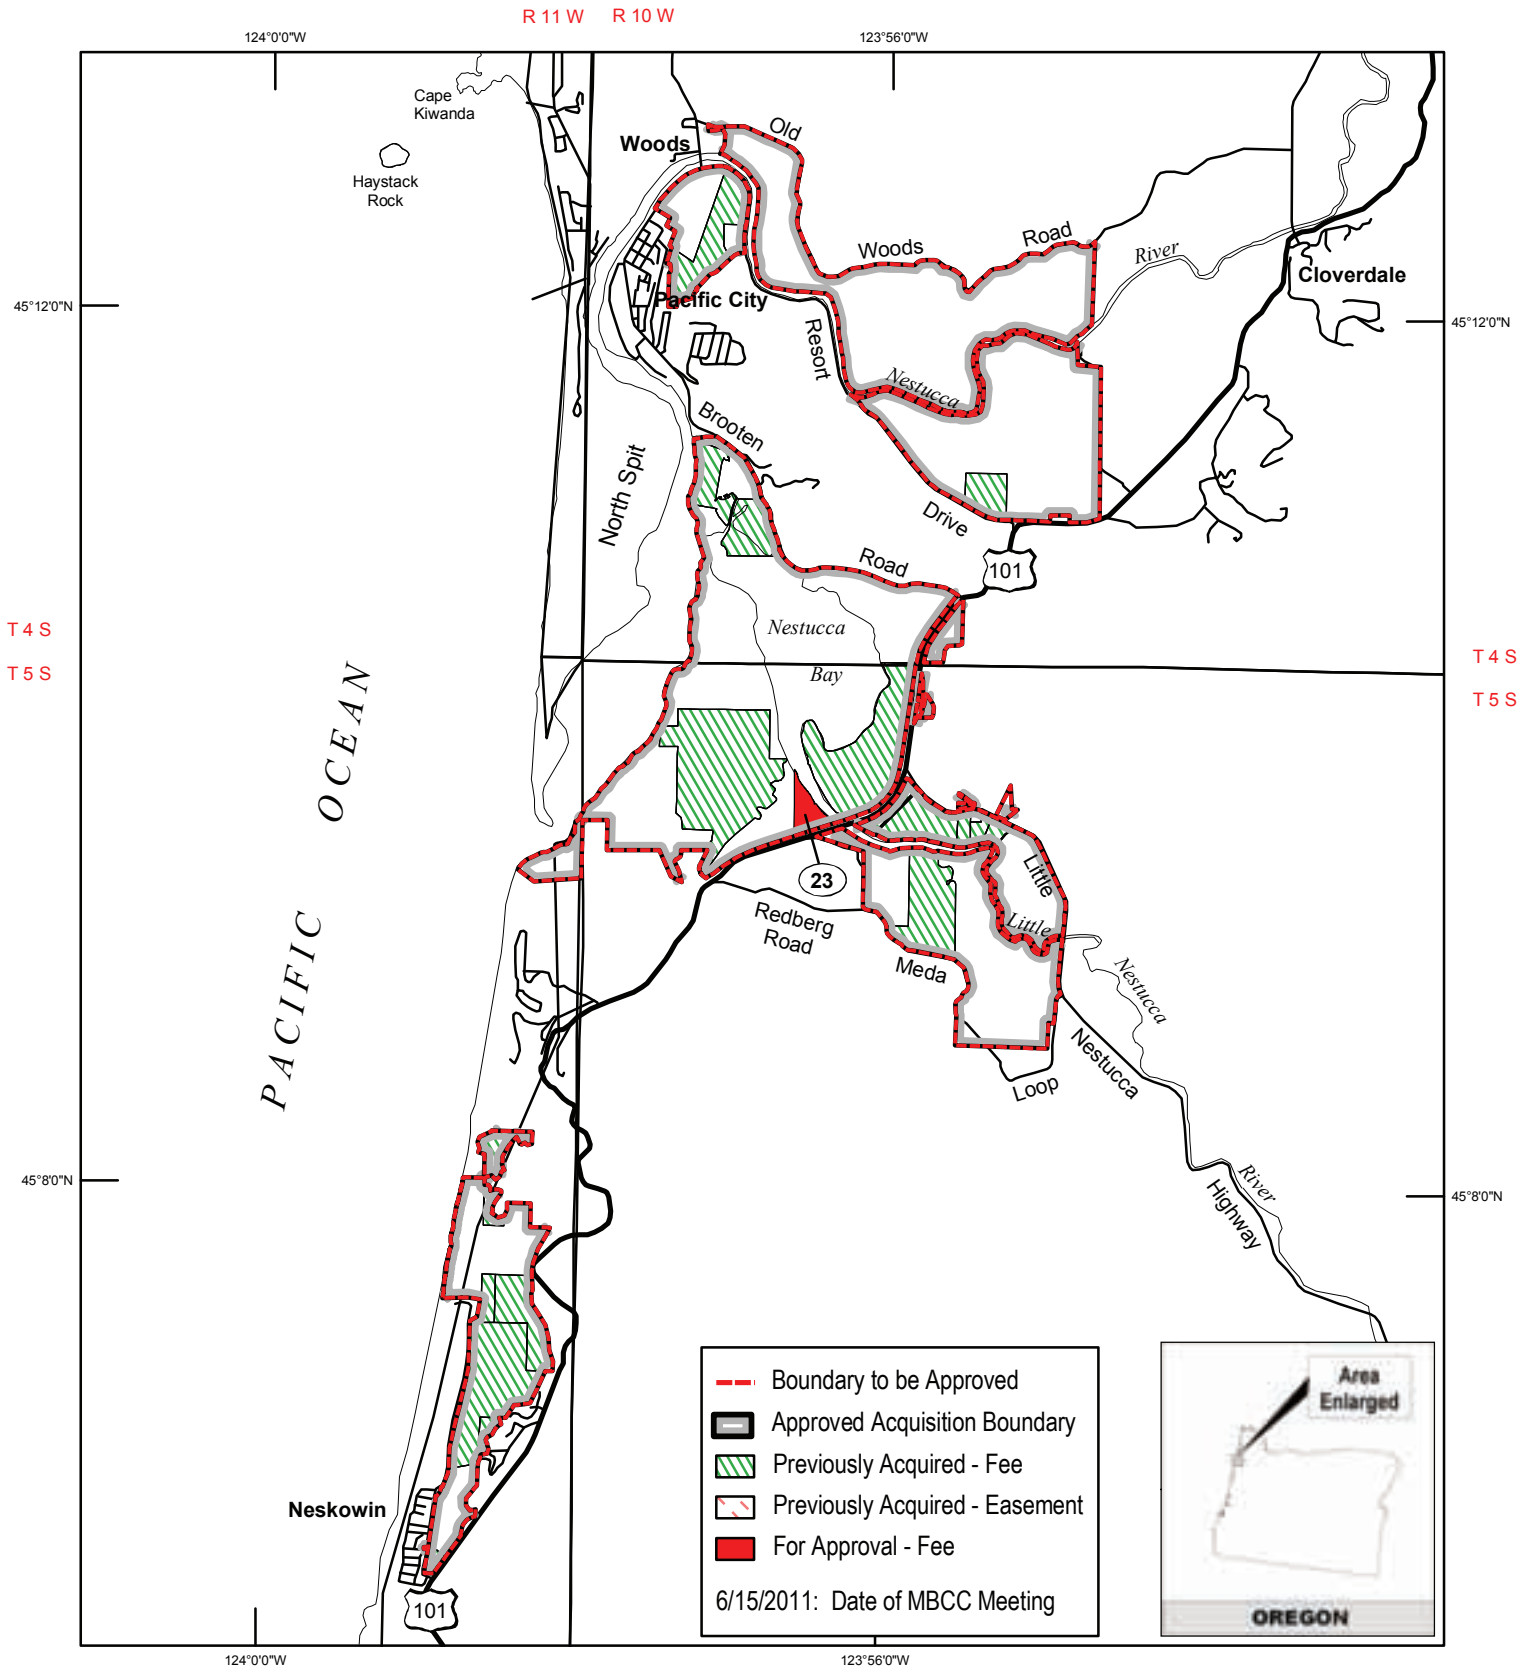 R 11 W R 10 W
124°0'0"W 123°56'0"W
Cape
Kiwanda
Haystack
Rock
Woods
Old
Woods
Road
River
Cloverdale
45°12'0"N
45°12'0"N
Pacific City
Resort
Nestucca
Brooten
North Spit
Drive
Road
101
T 4 S
T 5 S
Nestucca
Bay
T 4 S
T 5 S
PACIFIC OCEAN
23
Redberg
Road
Little
Little
Meda
Nestucca
Nestucca
Loop
River
Highway
45°8'0"N
45°8'0"N
Neskowin
101
Boundary to be Approved
Approved Acquisition Boundary
Previously Acquired - Fee
Previously Acquired - Easement
For Approval - Fee
6/15/2011: Date of MBCC Meeting
Area
Enlarged
OREGON
124°0'0"W 123°56'0"W